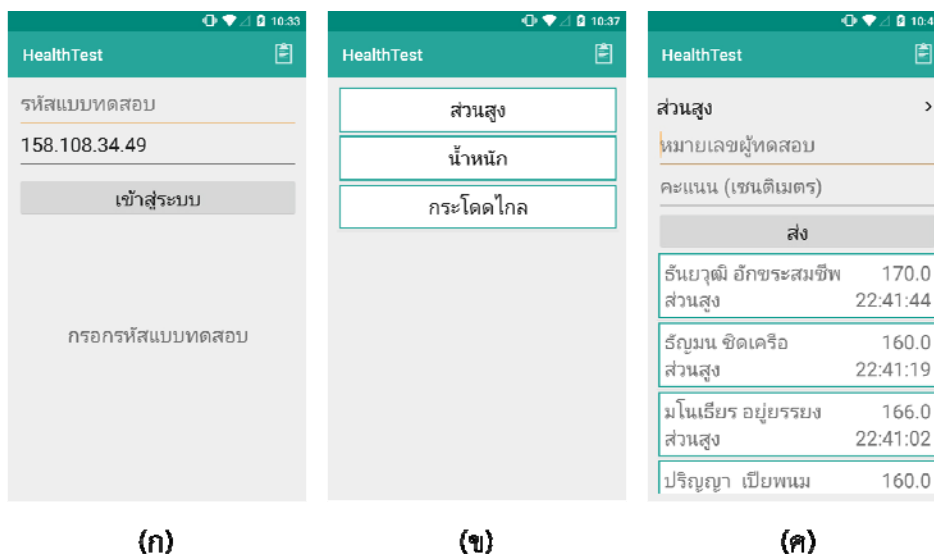 10:33
HealthTest
รหัสแบบทดสอบ
158.108.34.49
เข้าสู่ระบบ
กรอกรหัสแบบทดสอบ
(ก)
10:37
HealthTest
ส่วนสูง
น้ำหนัก
กระโดดไกล
(ข)
10:4
HealthTest
ส่วนสูง >
หมายเลขผู้ทดสอบ
คะแนน (เซนติเมตร)
ส่ง
ธันยวุฒิ อักขระสมชีพ 170.0
ส่วนสูง 22:41:44
ธัญมน ชิดเครือ 160.0
ส่วนสูง 22:41:19
มโนเธียร อยู่ยรรยง 166.0
ส่วนสูง 22:41:02
ปริญญา เปียพนม 160.0
(ค)